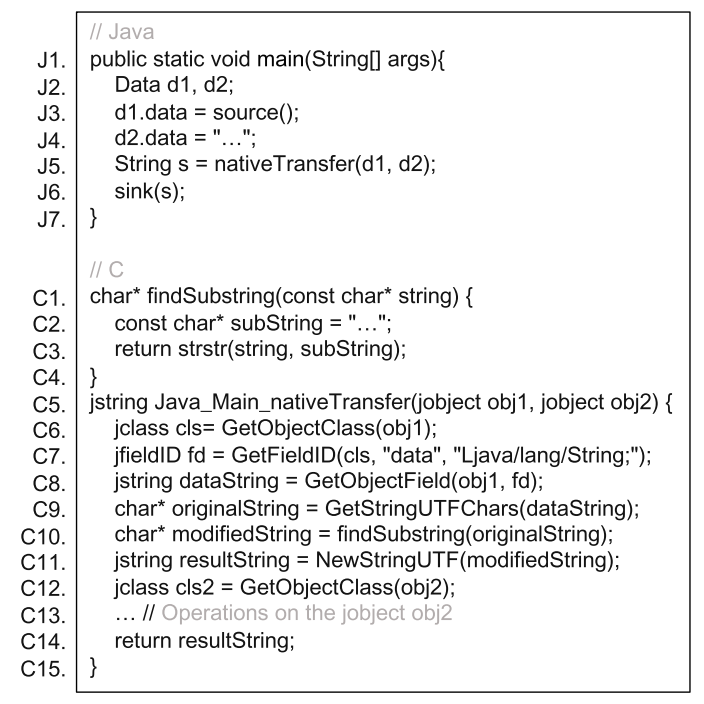 // Java
J1. public static void main(String[] args){
J2. Data d1, d2;
J3. d1.data = source();
J4. d2.data = "…";
J5. String s = nativeTransfer(d1, d2);
J6. sink(s);
J7. }
// C
C1. char* findSubstring(const char* string) {
C2. const char* subString = "…";
C3. return strstr(string, subString);
C4. }
C5. jstring Java_Main_nativeTransfer(jobject obj1, jobject obj2) {
C6. jclass cls= GetObjectClass(obj1);
C7. jfieldID fd = GetFieldID(cls, "data", "Ljava/lang/String;");
C8. jstring dataString = GetObjectField(obj1, fd);
C9. char* originalString = GetStringUTFChars(dataString);
C10. char* modifiedString = findSubstring(originalString);
C11. jstring resultString = NewStringUTF(modifiedString);
C12. jclass cls2 = GetObjectClass(obj2);
C13. … // Operations on the jobject obj2
C14. return resultString;
C15. }